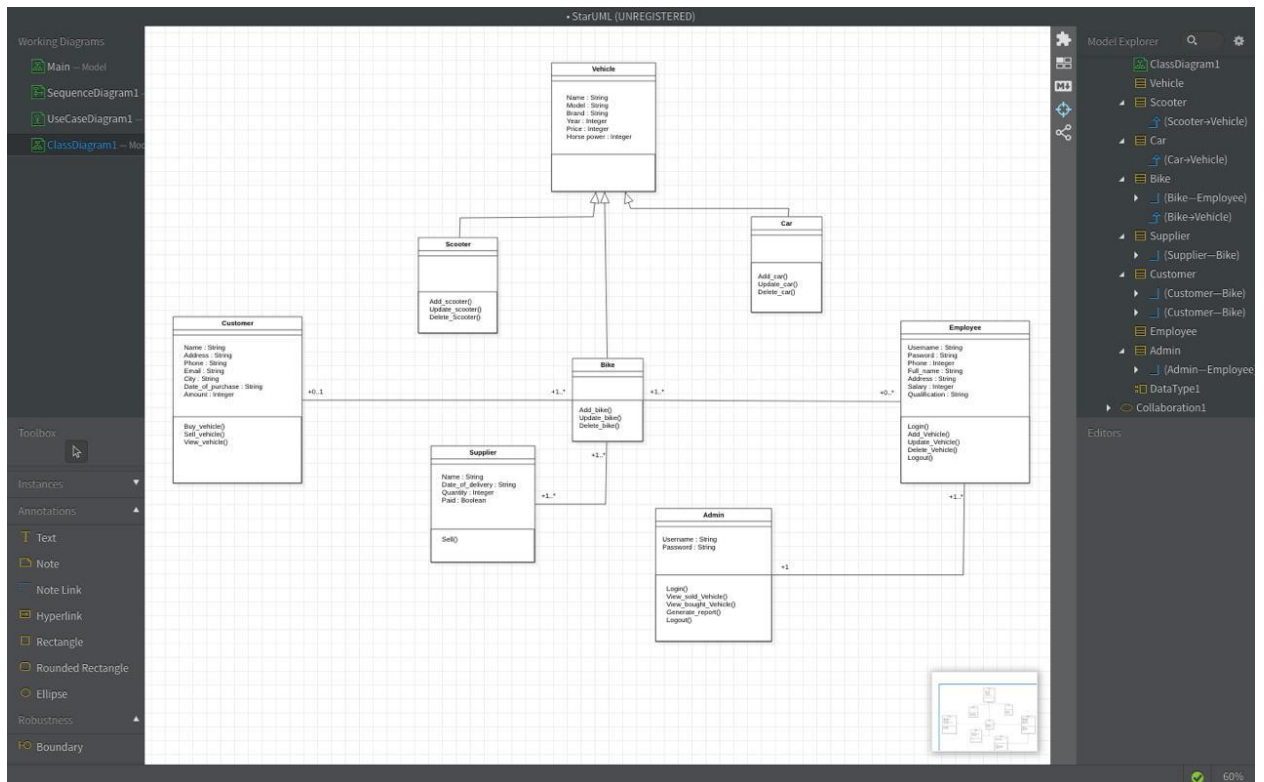 • StarUML (UNREGISTERED)
Working Diagrams
Main — Model
SequenceDiagram1
UseCaseDiagram1 —
ClassDiagram1 — Mod
Toolbox
Instances
Annotations
Text
Note
Note Link
Hyperlink
Rectangle
Rounded Rectangle
Ellipse
Robustness
Boundary
Vehicle
Name : String
Model : String
Brand : String
Year : Integer
Price : Integer
Horse power : Integer
Scooter
Add_scooter()
Update_scooter()
Delete_Scooter()
Car
Add_car()
Update_car()
Delete_car()
Customer
Name : String
Address : String
Phone : String
Email : String
City : String
Date_of_purchase : String
Amount : Integer
Buy_vehicle()
Sell_vehicle()
View_vehicle()
+0..1
+1..*
Bike
Add_bike()
Update_bike()
Delete_bike()
+1..*
+0..*
+1..*
Employee
Username : String
Pasword : String
Phone : Integer
Full_name : String
Address : String
Salary : Integer
Qualification : String
Login()
Add_Vehicle()
Update_Vehicle()
Delete_Vehicle()
Logout()
+1..*
Supplier
Name : String
Date_of_delivery : String
Quantity : Integer
Paid : Boolean
Sell()
+1..*
Admin
Username : String
Password : String
Login()
View_sold_Vehicle()
View_bought_Vehicle()
Generate_report()
Logout()
+1
M
Model Explorer
ClassDiagram1
Vehicle
Scooter
(Scooter→Vehicle)
Car
(Car→Vehicle)
Bike
(Bike—Employee)
(Bike→Vehicle)
Supplier
(Supplier—Bike)
Customer
(Customer—Bike)
(Customer—Bike)
Employee
Admin
(Admin—Employee
DataType1
Collaboration1
Editors
60%